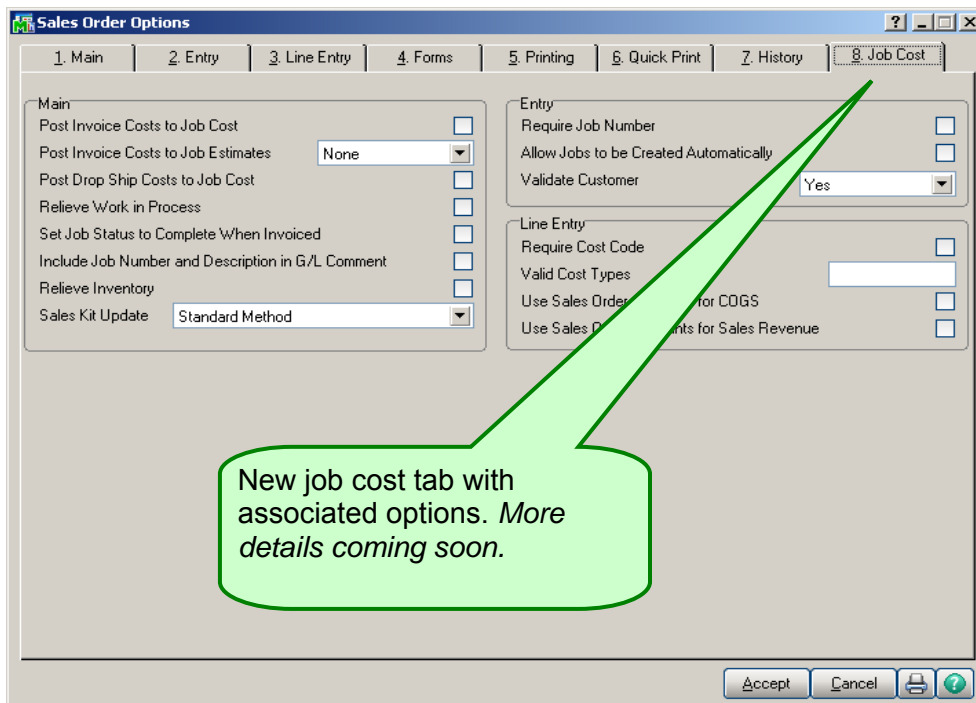 Sales Order Options
1. Main
2. Entry
3. Line Entry
4. Forms
5. Printing
6. Quick Print
7. History
8. Job Cost
Main
Post Invoice Costs to Job Cost
Post Invoice Costs to Job Estimates None
Post Drop Ship Costs to Job Cost
Relieve Work in Process
Set Job Status to Complete When Invoiced
Include Job Number and Description in G/L Comment
Relieve Inventory
Sales Kit Update Standard Method
Entry
Require Job Number
Allow Jobs to be Created Automatically
Validate Customer Yes
Line Entry
Require Cost Code
Valid Cost Types
Use Sales Order for COGS
Use Sales for Sales Revenue
New job cost tab with
associated options. More
details coming soon.
Accept
Cancel